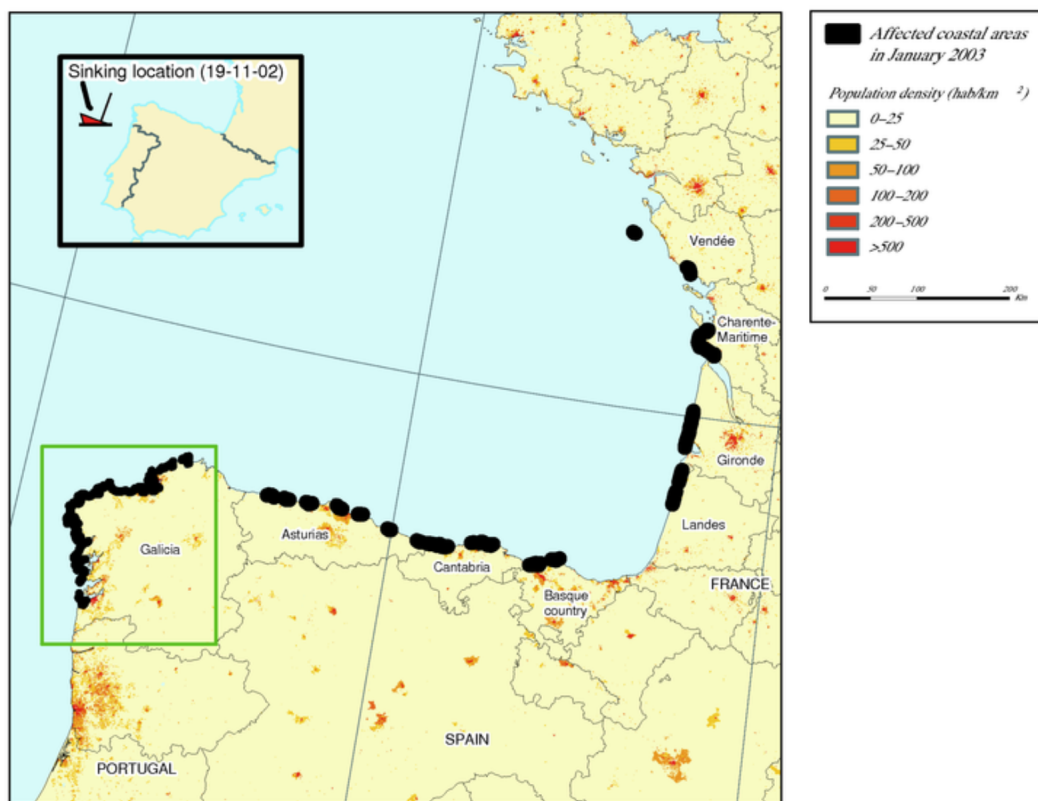 Sinking location (19-11-02)
Vendée
Charente-
Maritime
Gironde
Landes
FRANCE
Galicia
Asturias
Cantabria
Basque
country
SPAIN
PORTUGAL
Affected coastal areas
in January 2003
Population density (hab/km 2)
0–25
25–50
50–100
100–200
200–500
>500
0 50 100 200
Km